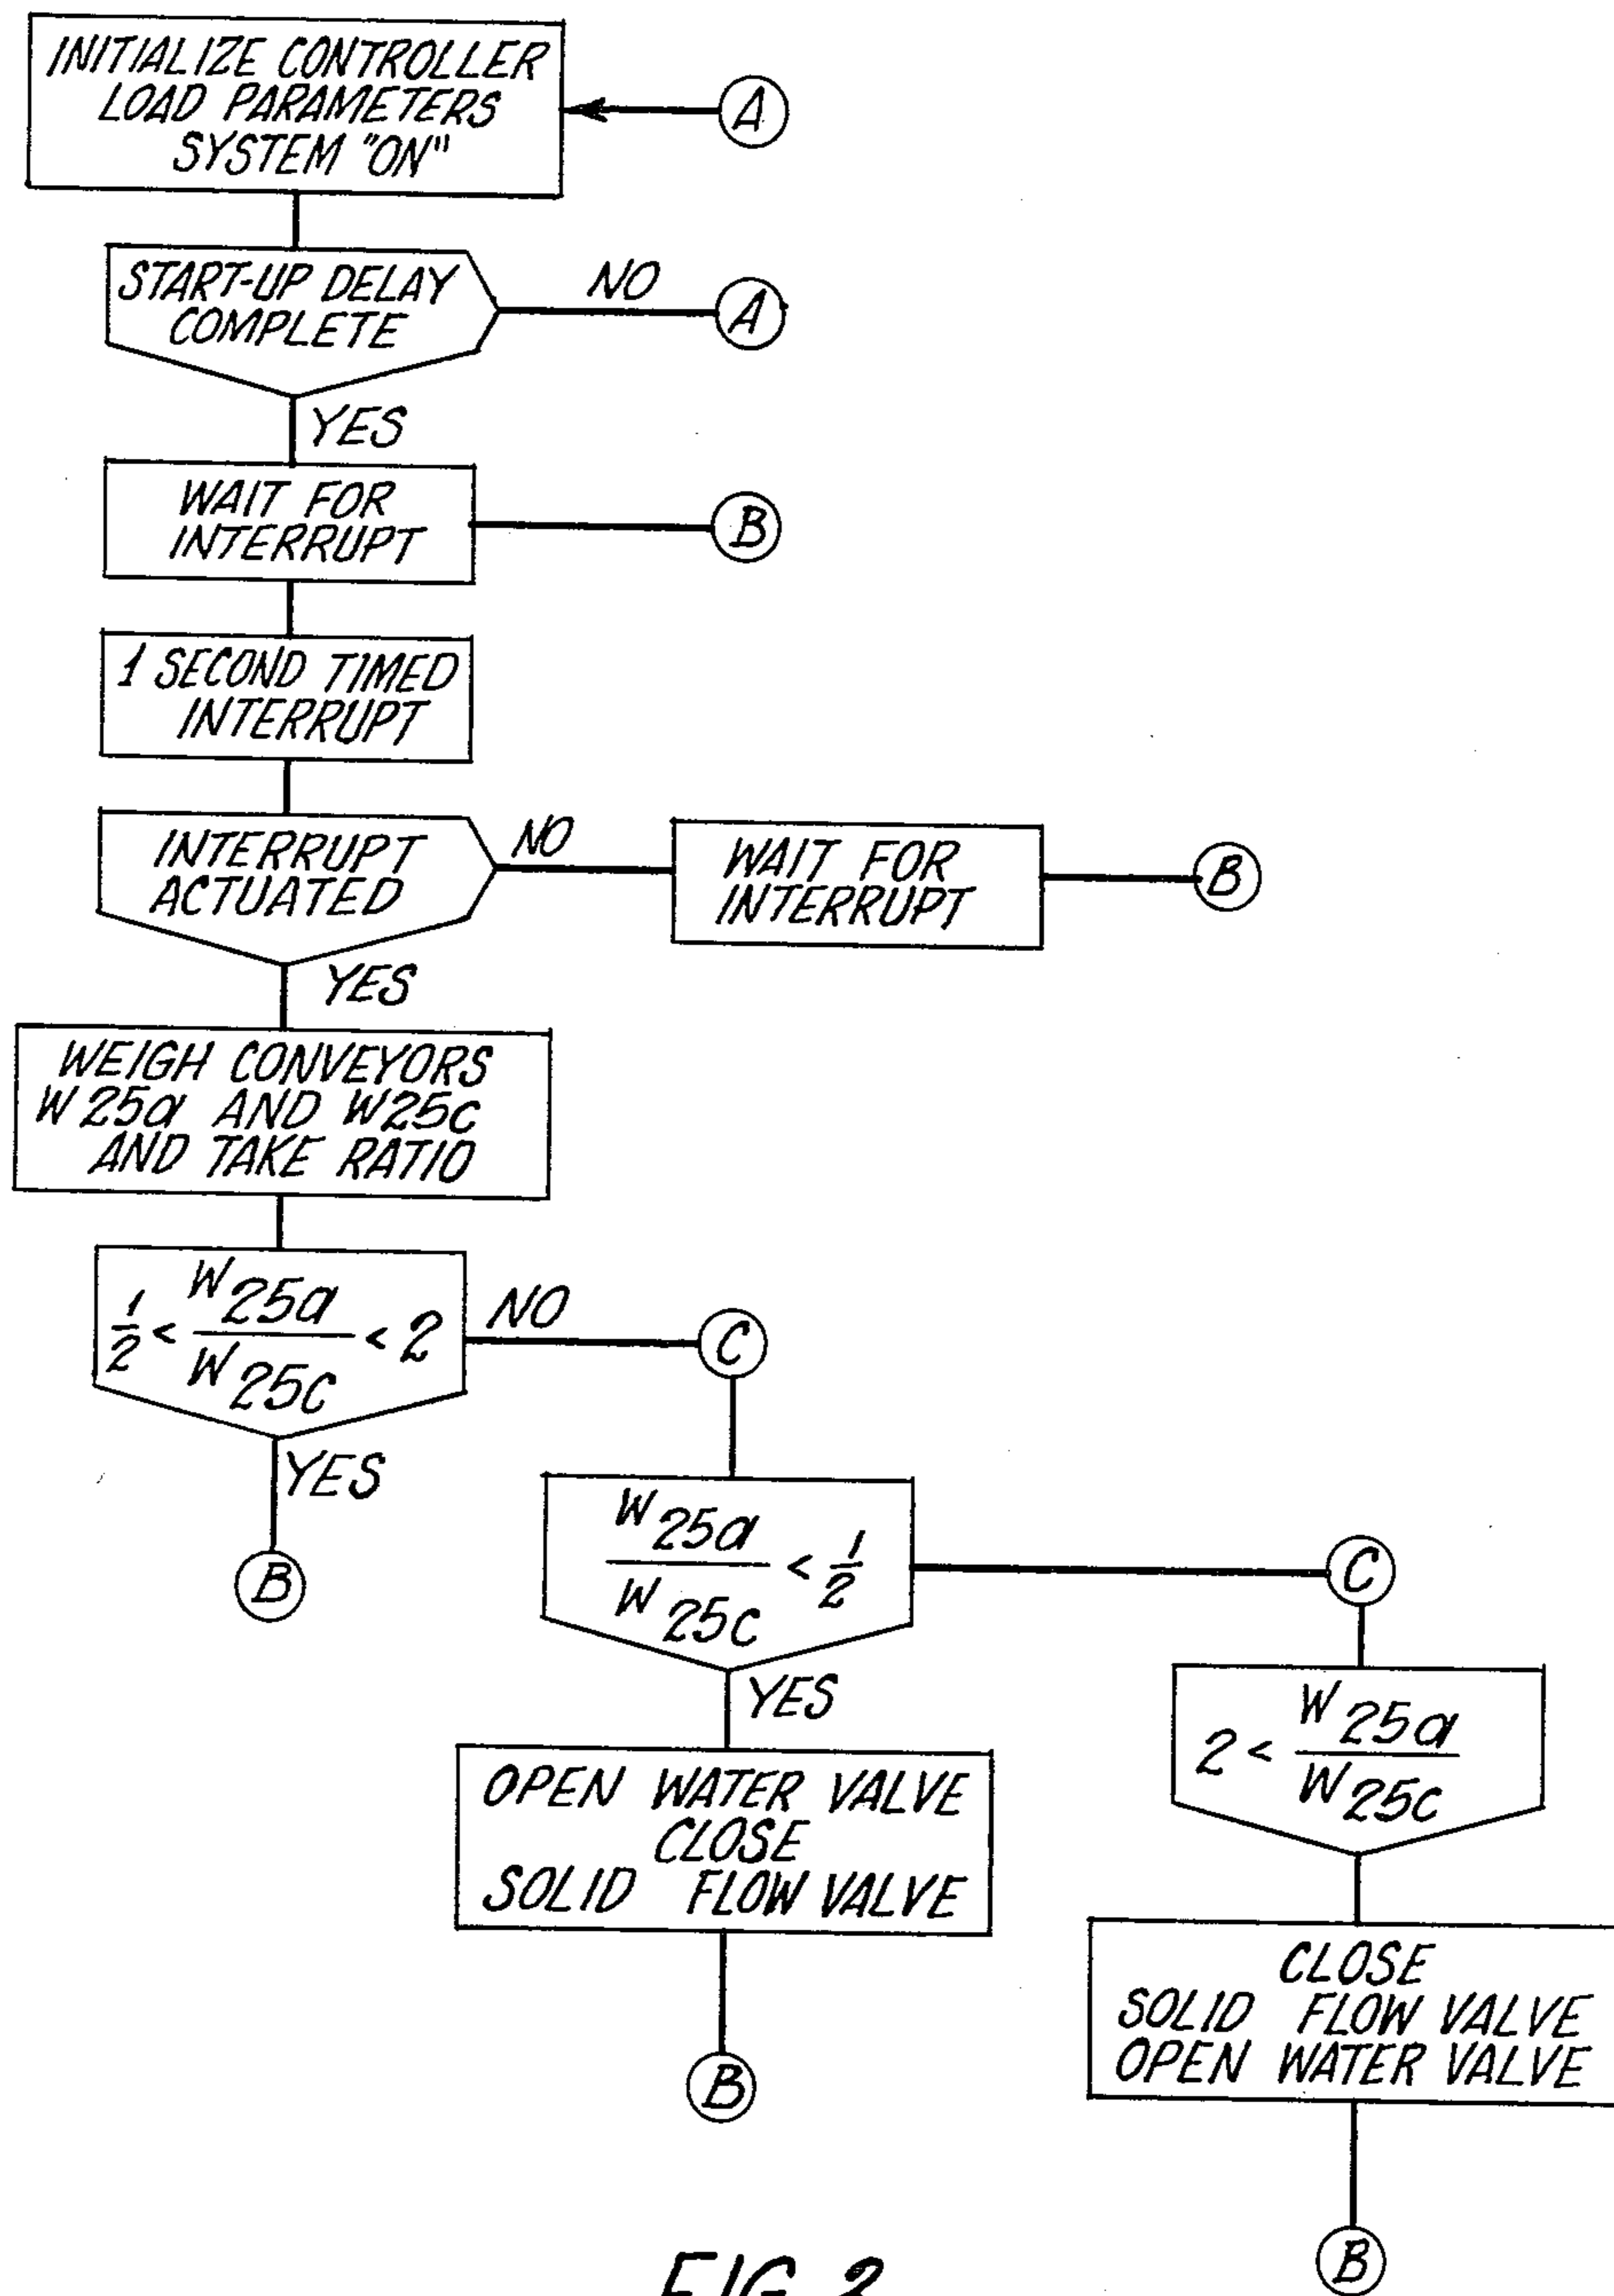 INITIALIZE CONTROLLER
LOAD PARAMETERS
SYSTEM "ON"
A
START-UP DELAY
COMPLETE
NO
A
YES
WAIT FOR
INTERRUPT
B
1 SECOND TIMED
INTERRUPT
INTERRUPT
ACTUATED
NO
WAIT FOR
INTERRUPT
B
YES
WEIGH CONVEYORS
W25a AND W25c
AND TAKE RATIO
1/2 < W25a/W25c < 2
NO
C
YES
B
W25a/W25c < 1/2
C
YES
2 < W25a/W25c
OPEN WATER VALVE
CLOSE
SOLID FLOW VALVE
B
CLOSE
SOLID FLOW VALVE
OPEN WATER VALVE
B
FIG. 2